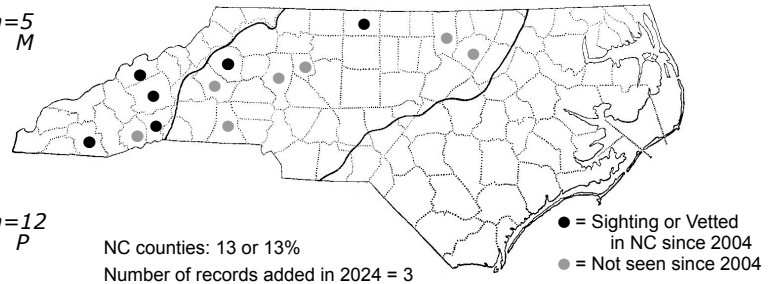 n=5
M
n=12
P
NC counties: 13 or 13%
Number of records added in 2024 = 3
● = Sighting or Vetted
in NC since 2004
● = Not seen since 2004